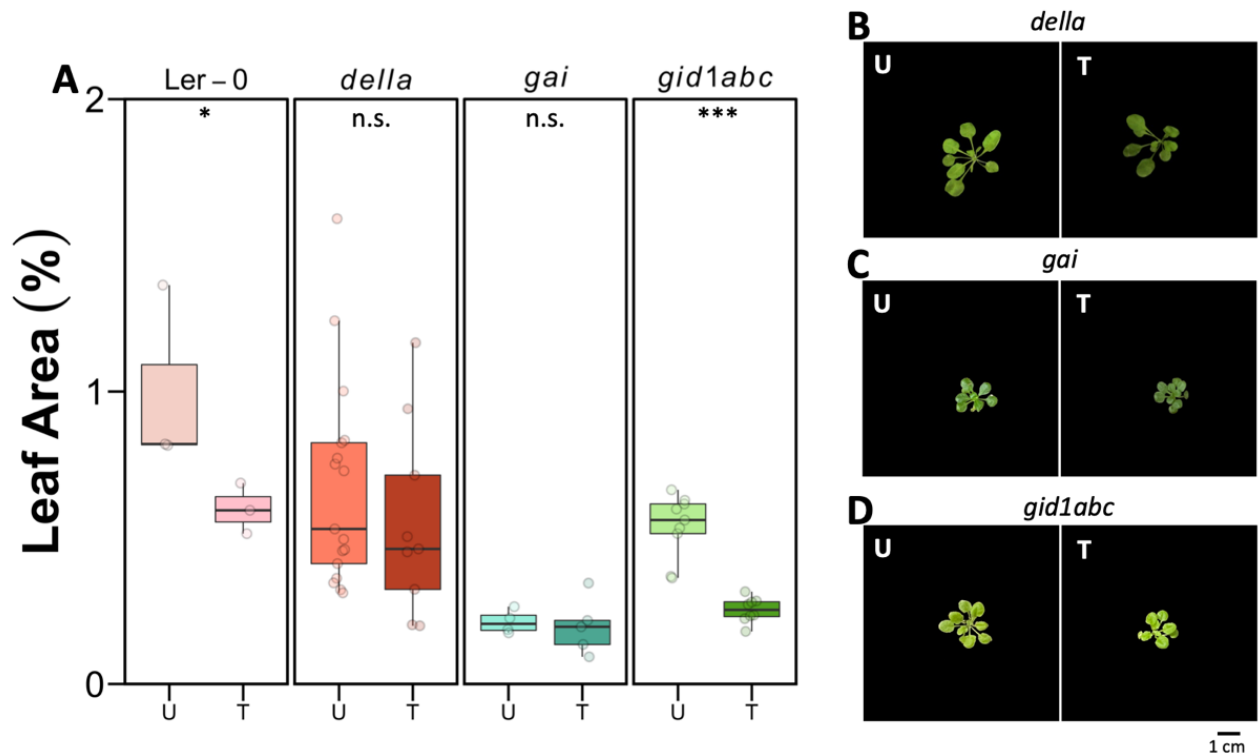 A
Ler – 0
della
gai
gid1abc
*
n.s.
n.s.
***
Leaf Area (%)
2
1
0
U
T
U
T
U
T
U
T
B
della
U
T
C
gai
U
T
D
gid1abc
U
T
1 cm